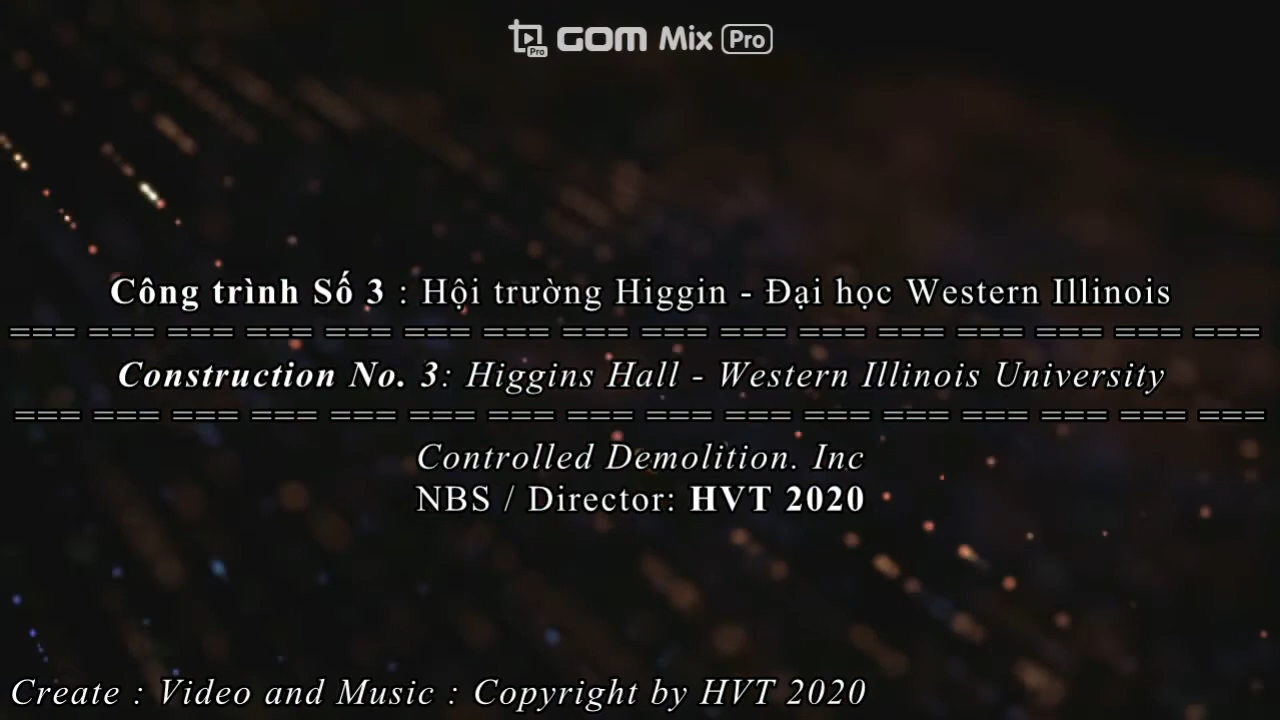 Pro GOM Mix Pro
Công trình Số 3 : Hội trường Higgin - Đại học Western Illinois
=== === === === === === === === === === === === === === === ===
Construction No. 3: Higgins Hall - Western Illinois University
=== === === === === === === === === === === === === === === ===
Controlled Demolition. Inc
NBS / Director: HVT 2020
Create : Video and Music : Copyright by HVT 2020